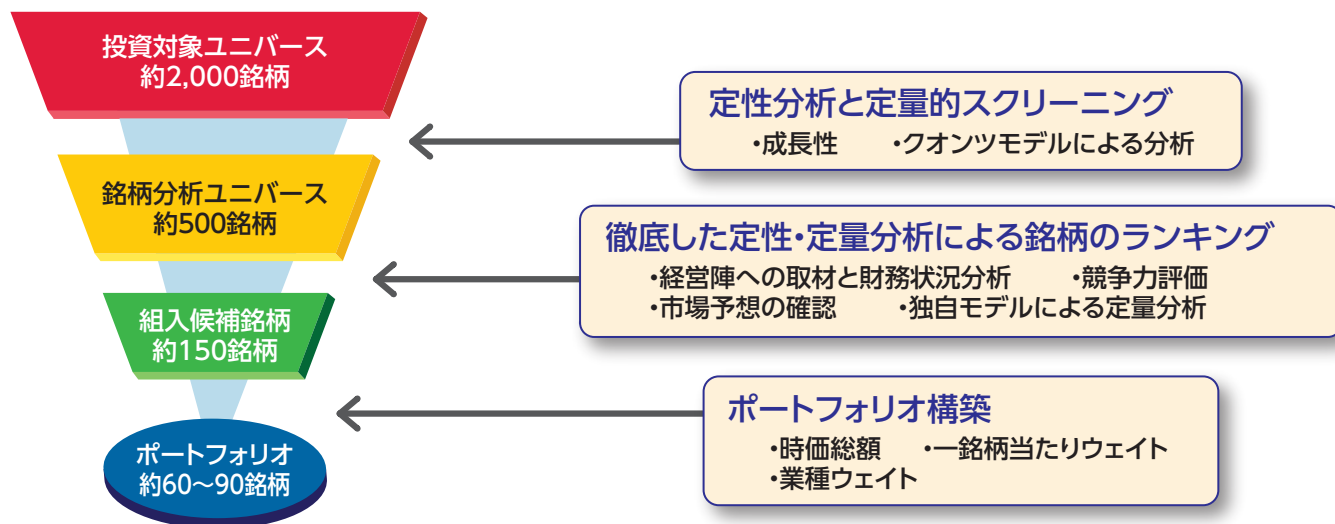 投資対象ユニバース
約2,000銘柄
定性分析と定量的スクリーニング
・成長性 ・クオンツモデルによる分析
銘柄分析ユニバース
約500銘柄
徹底した定性・定量分析による銘柄のランキング
・経営陣への取材と財務状況分析 ・競争力評価
・市場予想の確認 ・独自モデルによる定量分析
組入候補銘柄
約150銘柄
ポートフォリオ構築
・時価総額 ・一銘柄当たりウェイト
・業種ウェイト
ポートフォリオ
約60〜90銘柄